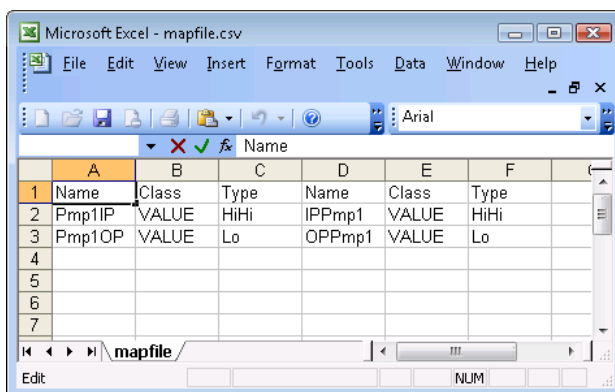 Microsoft Excel - mapfile.csv
File Edit View Insert Format Tools Data Window Help
Arial
fx Name
A B C D E F
1 Name Class Type Name Class Type
2 Pmp1IP VALUE HiHi IPPmp1 VALUE HiHi
3 Pmp1OP VALUE Lo OPPmp1 VALUE Lo
4
5
6
7
mapfile
Edit NUM